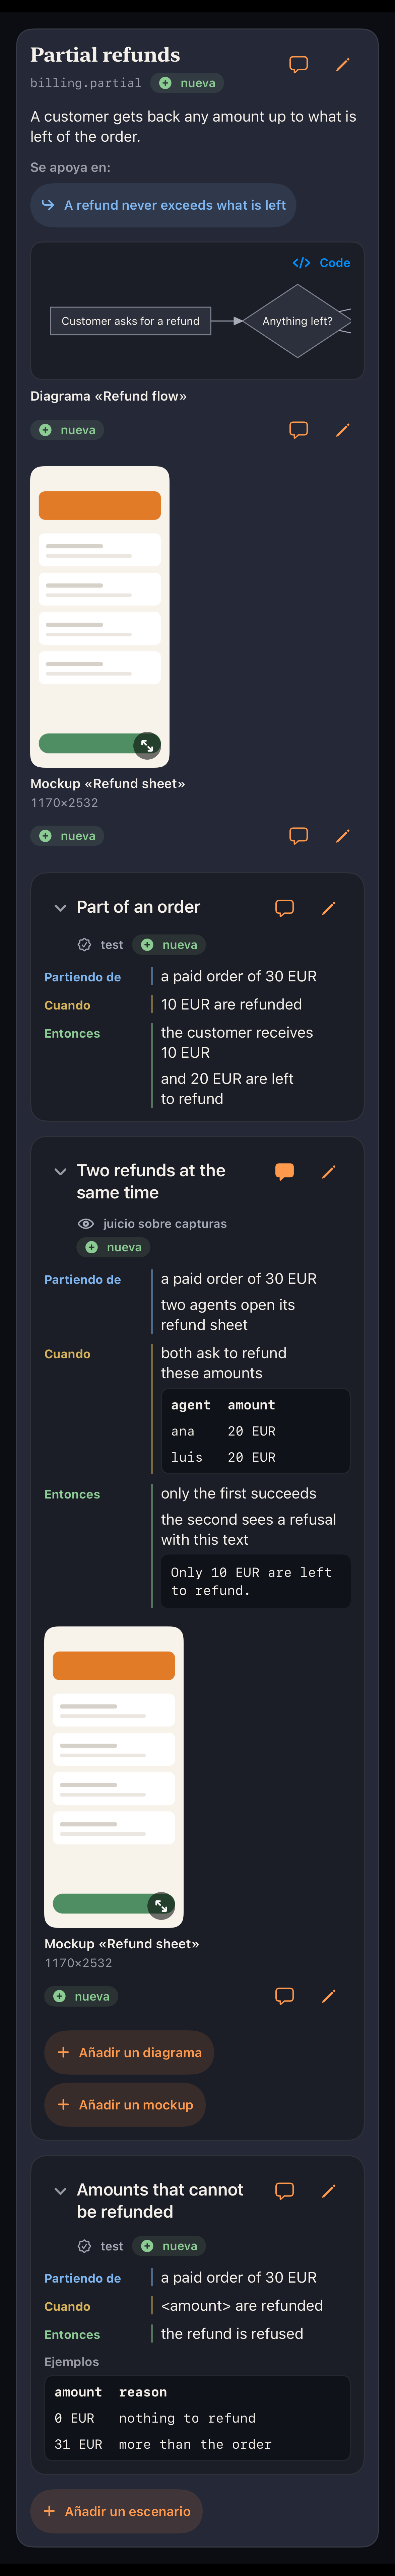 Partial refunds
billing.partial
nueva
A customer gets back any amount up to what is
left of the order.
Se apoya en:
A refund never exceeds what is left
</> Code
Customer asks for a refund
Anything left?
Diagrama «Refund flow»
nueva
Mockup «Refund sheet»
1170×2532
nueva
Part of an order
test
nueva
Partiendo de
a paid order of 30 EUR
Cuando
10 EUR are refunded
Entonces
the customer receives
10 EUR
and 20 EUR are left
to refund
Two refunds at the
same time
juicio sobre capturas
nueva
Partiendo de
a paid order of 30 EUR
two agents open its
refund sheet
Cuando
both ask to refund
these amounts
agent amount
ana 20 EUR
luis 20 EUR
Entonces
only the first succeeds
the second sees a refusal
with this text
Only 10 EUR are left
to refund.
Mockup «Refund sheet»
1170×2532
nueva
+ Añadir un diagrama
+ Añadir un mockup
Amounts that cannot
be refunded
test
nueva
Partiendo de
a paid order of 30 EUR
Cuando
<amount> are refunded
Entonces
the refund is refused
Ejemplos
amount reason
0 EUR nothing to refund
31 EUR more than the order
+ Añadir un escenario